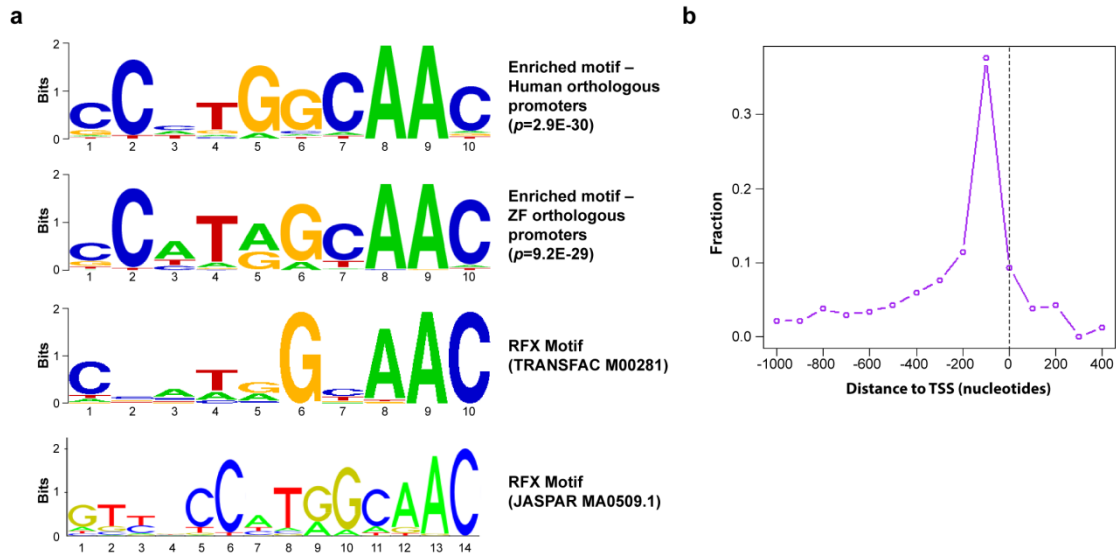 a
2
1
0
Bits
CCCTGGCAAC
1 2 3 4 5 6 7 8 9 10
Enriched motif –
Human orthologous
promoters
(p=2.9E-30)
2
1
0
Bits
CCATAGCAAC
1 2 3 4 5 6 7 8 9 10
Enriched motif –
ZF orthologous
promoters
(p=9.2E-29)
2
1
0
Bits
C ATGGCAAC
1 2 3 4 5 6 7 8 9 10
RFX Motif
(TRANSFAC M00281)
2
1
0
Bits
GTT CCATGGCAAC
1 2 3 4 5 6 7 8 9 10 11 12 13 14
RFX Motif
(JASPAR MA0509.1)
b
0.3
0.2
0.1
0.0
Fraction
-1000 -800 -600 -400 -200 0 200 400
Distance to TSS (nucleotides)